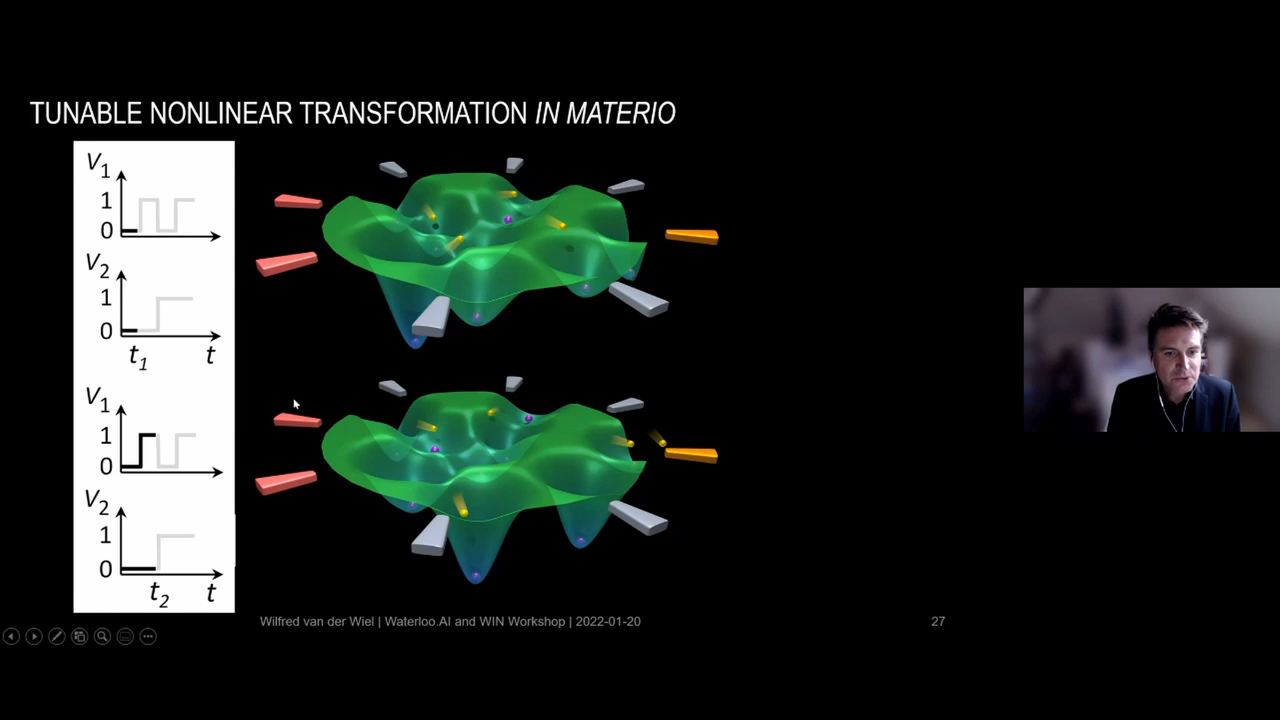 TUNABLE NONLINEAR TRANSFORMATION IN MATERIO
V1
1
0
V2
1
0
t1 t
V1
1
0
V2
1
0
t2 t
Wilfred van der Wiel | Waterloo.AI and WIN Workshop | 2022-01-20
27